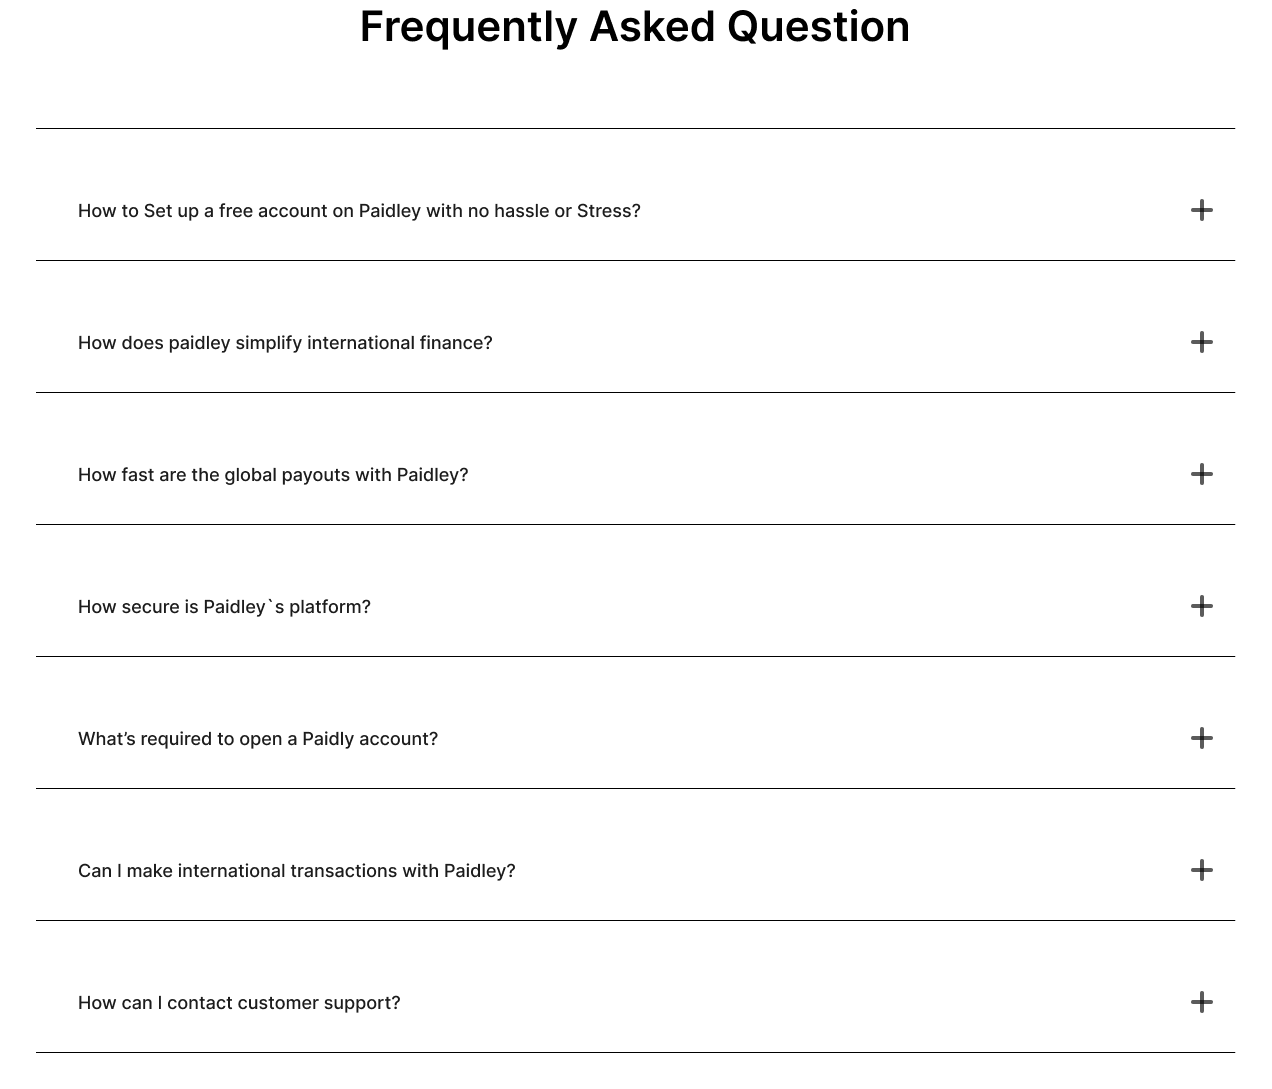 Frequently Asked Question
How to Set up a free account on Paidley with no hassle or Stress?
How does paidley simplify international finance?
How fast are the global payouts with Paidley?
How secure is Paidley`s platform?
What’s required to open a Paidly account?
Can I make international transactions with Paidley?
How can I contact customer support?